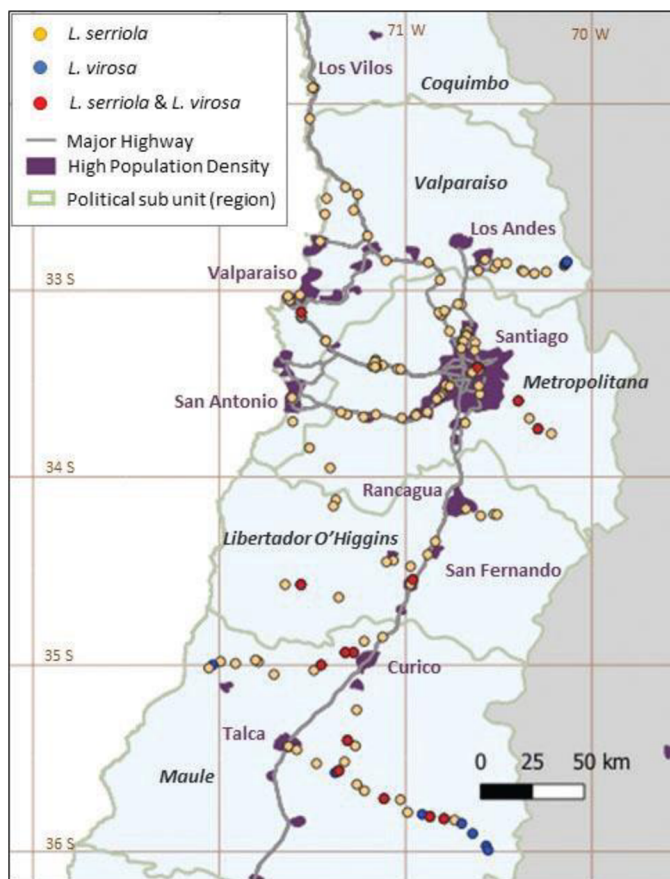 71 W
70 W
L. serriola
L. virosa
L. serriola & L. virosa
Major Highway
High Population Density
Political sub unit (region)
Los Vilos
Coquimbo
Valparaiso
Los Andes
Valparaiso
33 S
Santiago
Metropolitana
San Antonio
34 S
Rancagua
Libertador O'Higgins
San Fernando
35 S
Curico
Talca
Maule
0 25 50 km
36 S